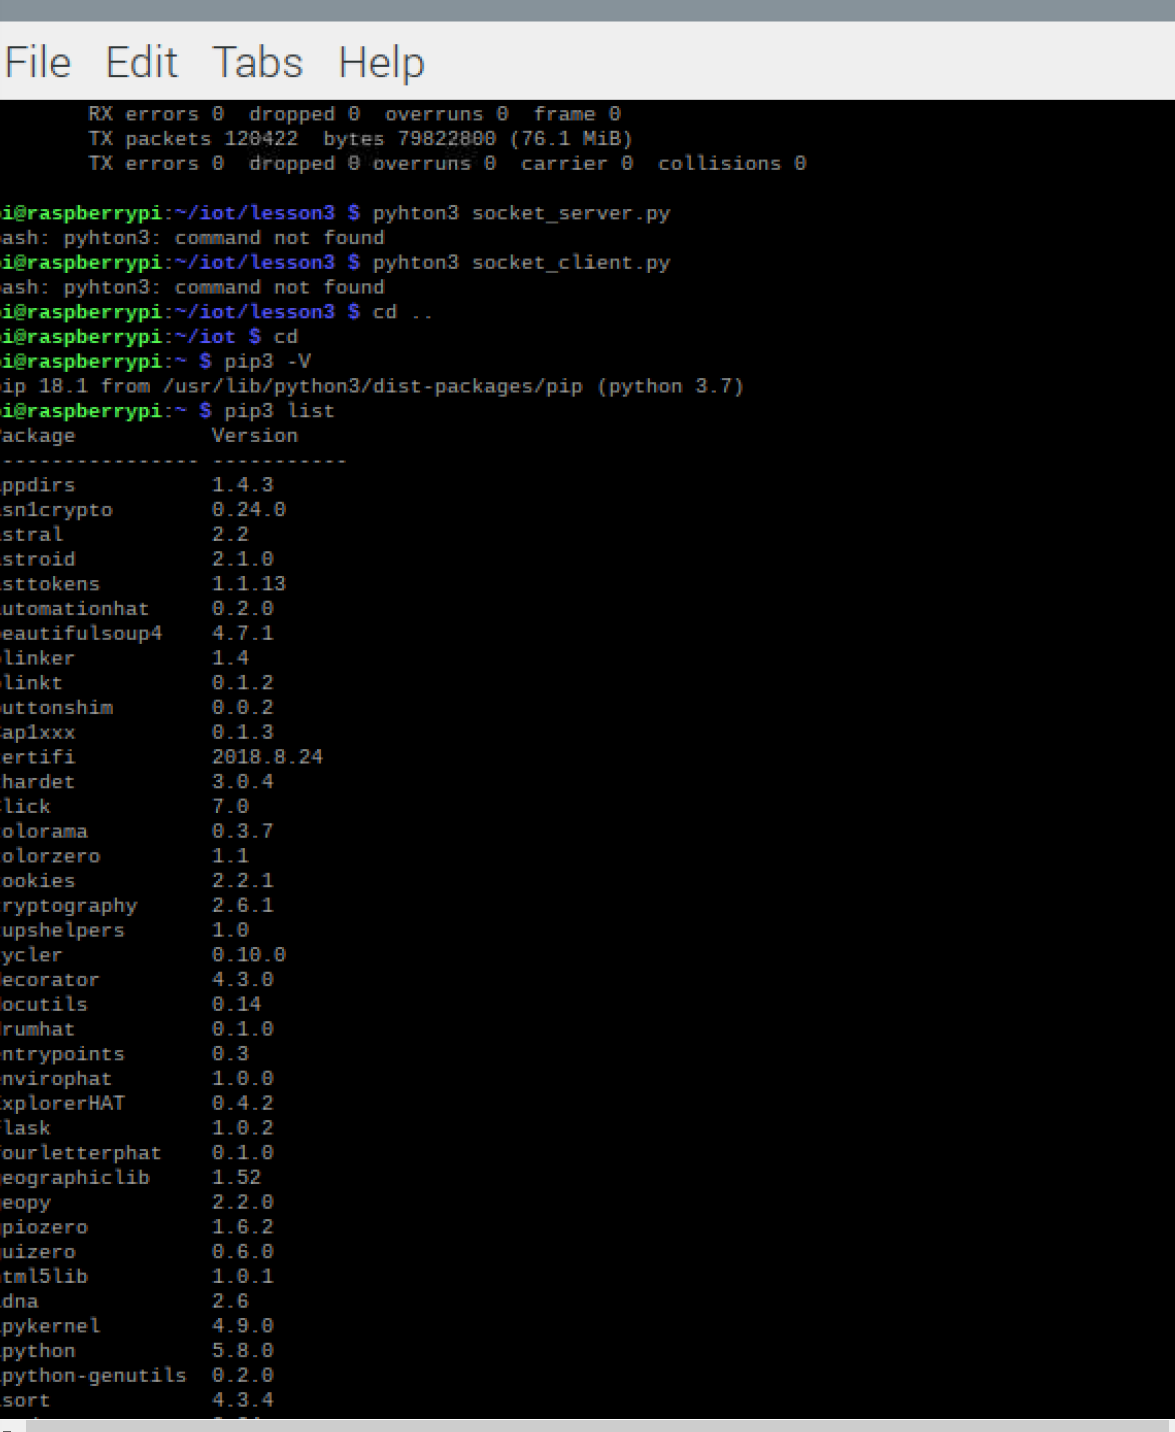 File Edit Tabs Help
RX errors 0 dropped 0 overruns 0 frame 0
TX packets 120422 bytes 79822800 (76.1 MiB)
TX errors 0 dropped 0 overruns 0 carrier 0 collisions 0
i@raspberrypi:~/iot/lesson3 $ pyhton3 socket_server.py
ash: pyhton3: command not found
i@raspberrypi:~/iot/lesson3 $ pyhton3 socket_client.py
ash: pyhton3: command not found
i@raspberrypi:~/iot/lesson3 $ cd ..
i@raspberrypi:~/iot $ cd
i@raspberrypi:~ $ pip3 -V
ip 18.1 from /usr/lib/python3/dist-packages/pip (python 3.7)
i@raspberrypi:~ $ pip3 list
ackage Version
---------------- -----------
ppdirs 1.4.3
sn1crypto 0.24.0
stral 2.2
stroid 2.1.0
sttokens 1.1.13
utomationhat 0.2.0
eautifulsoup4 4.7.1
linker 1.4
linkt 0.1.2
uttonshim 0.0.2
ap1xxx 0.1.3
ertifi 2018.8.24
hardet 3.0.4
lick 7.0
olorama 0.3.7
olorzero 1.1
ookies 2.2.1
ryptography 2.6.1
upshelpers 1.0
ycler 0.10.0
ecorator 4.3.0
ocutils 0.14
rumhat 0.1.0
ntrypoints 0.3
nvirophat 1.0.0
xplorerHAT 0.4.2
lask 1.0.2
ourletterphat 0.1.0
eographiclib 1.52
eopy 2.2.0
piozero 1.6.2
uizero 0.6.0
tml5lib 1.0.1
dna 2.6
pykernel 4.9.0
python 5.8.0
python-genutils 0.2.0
sort 4.3.4